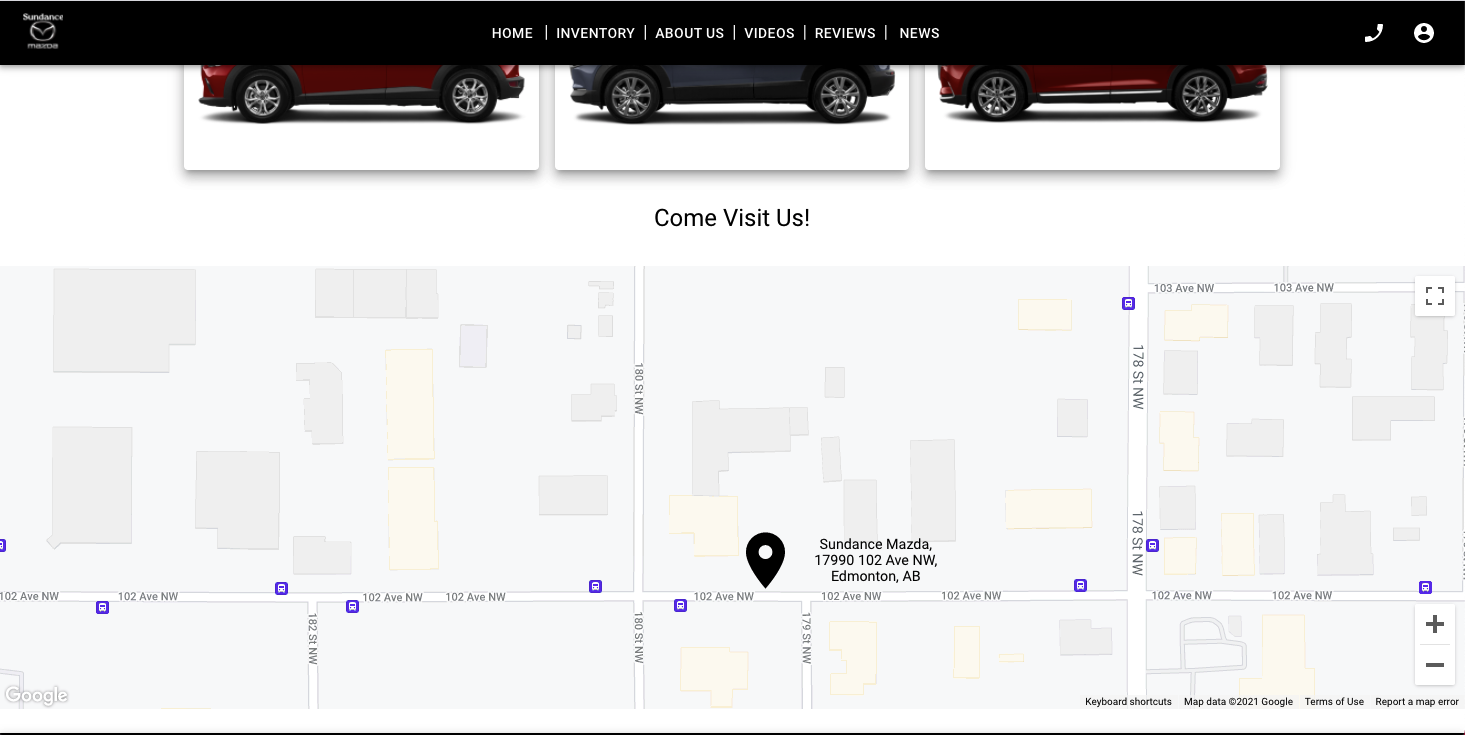 Sundance
mazda
HOME | INVENTORY | ABOUT US | VIDEOS | REVIEWS | NEWS
Come Visit Us!
103 Ave NW
103 Ave NW
180 St NW
178 St NW
178 St NW
Sundance Mazda,
17990 102 Ave NW,
Edmonton, AB
102 Ave NW
102 Ave NW
102 Ave NW
102 Ave NW
102 Ave NW
102 Ave NW
102 Ave NW
102 Ave NW
102 Ave NW
182 St NW
180 St NW
179 St NW
Google
Keyboard shortcuts
Map data ©2021 Google
Terms of Use
Report a map error